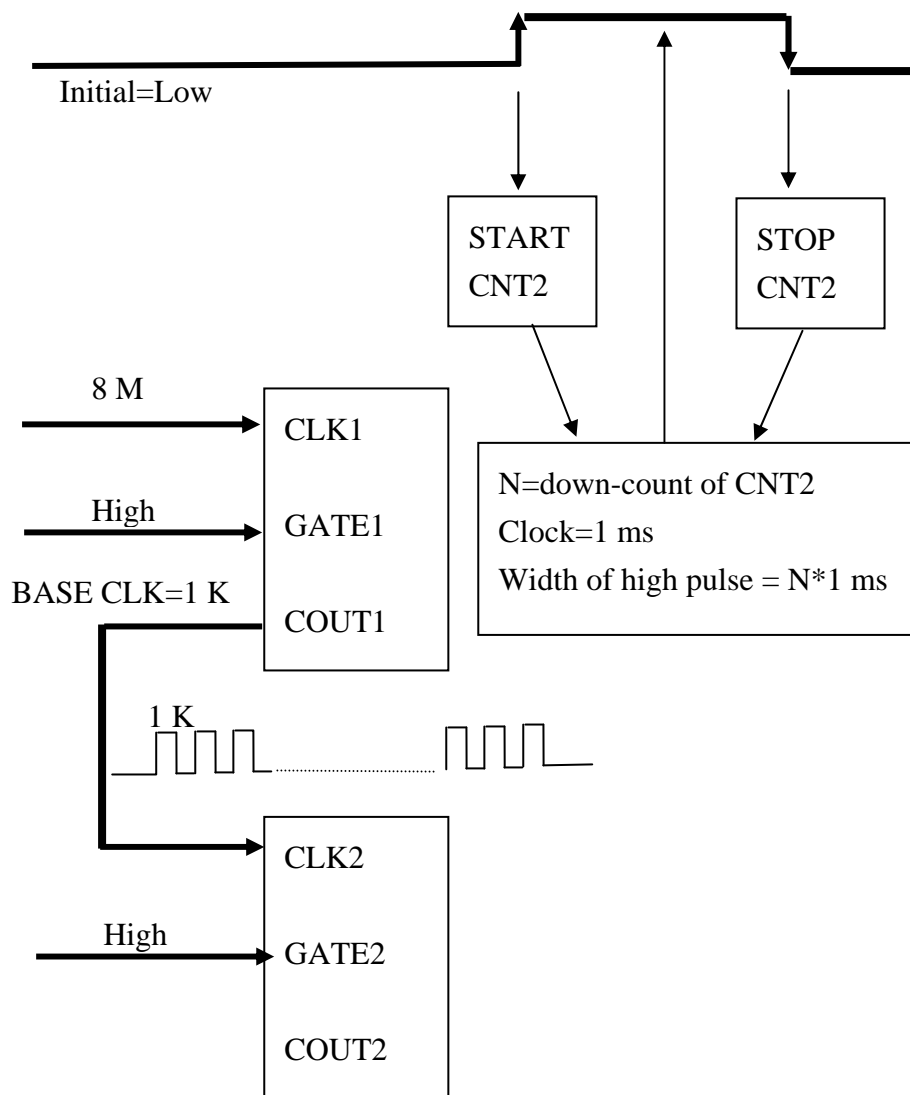 Initial=Low
START
CNT2
STOP
CNT2
8 M
CLK1
High
GATE1
BASE CLK=1 K
COUT1
N=down-count of CNT2
Clock=1 ms
Width of high pulse = N*1 ms
1 K
CLK2
High
GATE2
COUT2